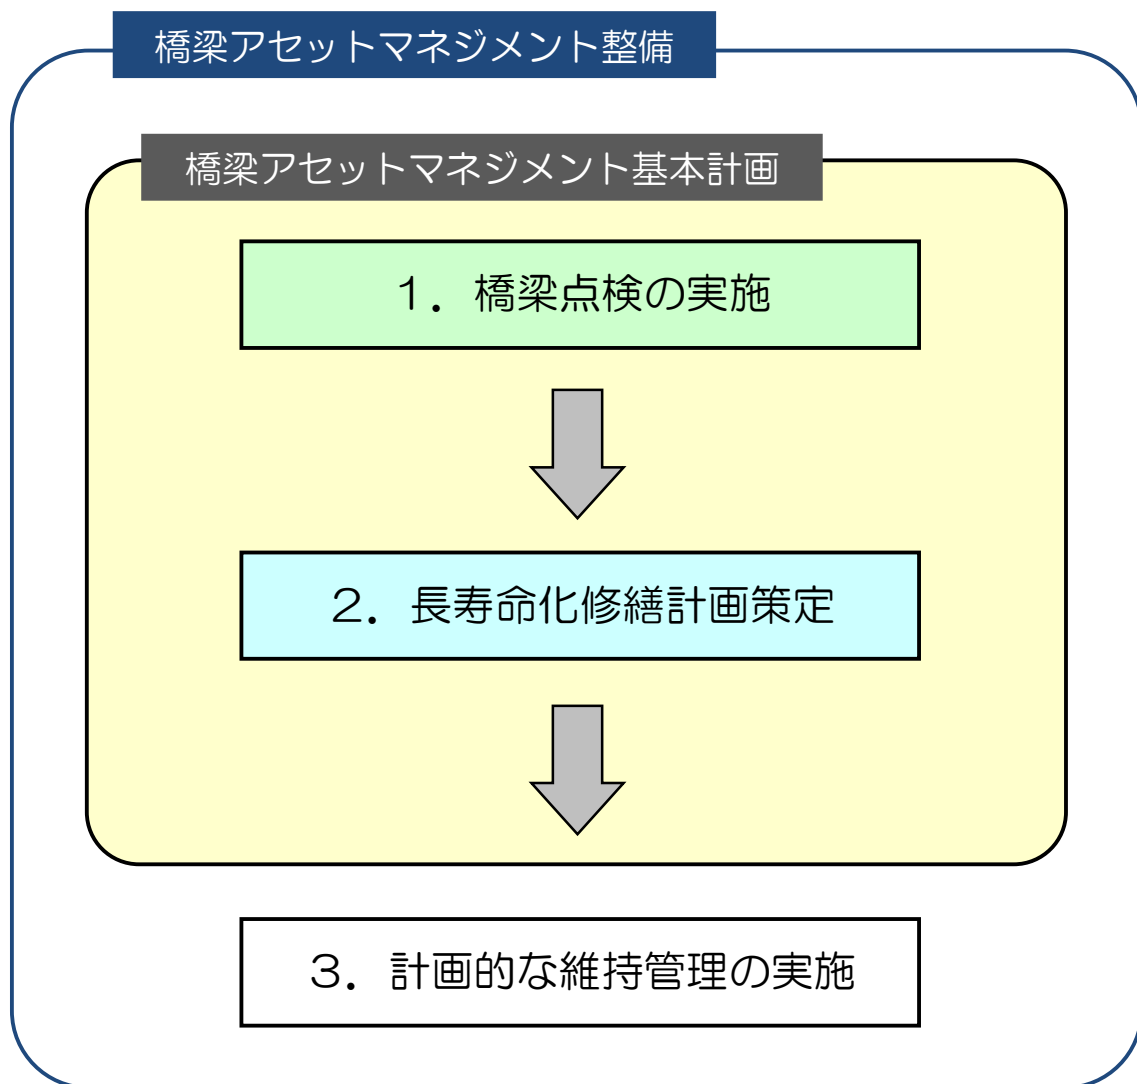 橋梁アセットマネジメント整備
橋梁アセットマネジメント基本計画
１．橋梁点検の実施
２．長寿命化修繕計画策定
３．計画的な維持管理の実施